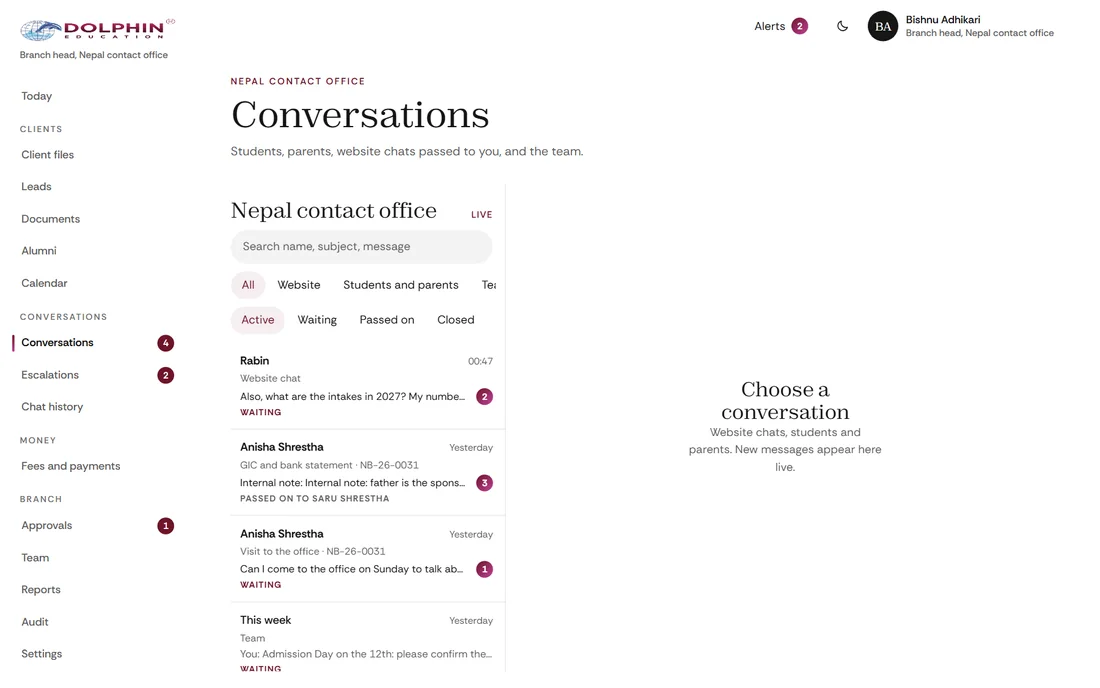 DOLPHIN
EDUCATION
Branch head, Nepal contact office
Alerts 2
BA
Bishnu Adhikari
Branch head, Nepal contact office
Today
CLIENTS
Client files
Leads
Documents
Alumni
Calendar
CONVERSATIONS
Conversations 4
Escalations 2
Chat history
MONEY
Fees and payments
BRANCH
Approvals 1
Team
Reports
Audit
Settings
NEPAL CONTACT OFFICE
Conversations
Students, parents, website chats passed to you, and the team.
Nepal contact office LIVE
Search name, subject, message
All Website Students and parents Tea
Active Waiting Passed on Closed
Rabin 00:47
Website chat
Also, what are the intakes in 2027? My numbe... 2
WAITING
Anisha Shrestha Yesterday
GIC and bank statement · NB-26-0031
Internal note: Internal note: father is the spons... 3
PASSED ON TO SARU SHRESTHA
Anisha Shrestha Yesterday
Visit to the office · NB-26-0031
Can I come to the office on Sunday to talk ab... 1
WAITING
This week Yesterday
Team
You: Admission Day on the 12th: please confirm the...
WAITING
Choose a
conversation
Website chats, students and
parents. New messages appear here
live.